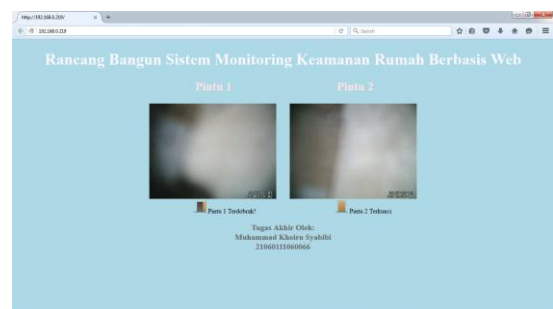 http://192.168.0.219/
192.168.0.219
Search
Rancang Bangun Sistem Monitoring Keamanan Rumah Berbasis Web
Pintu 1 Pintu 2
Pintu 1 Terdobrak! Pintu 2 Terkunci
Tugas Akhir Oleh:
Muhammad Khoiru Syabibi
21060111060066